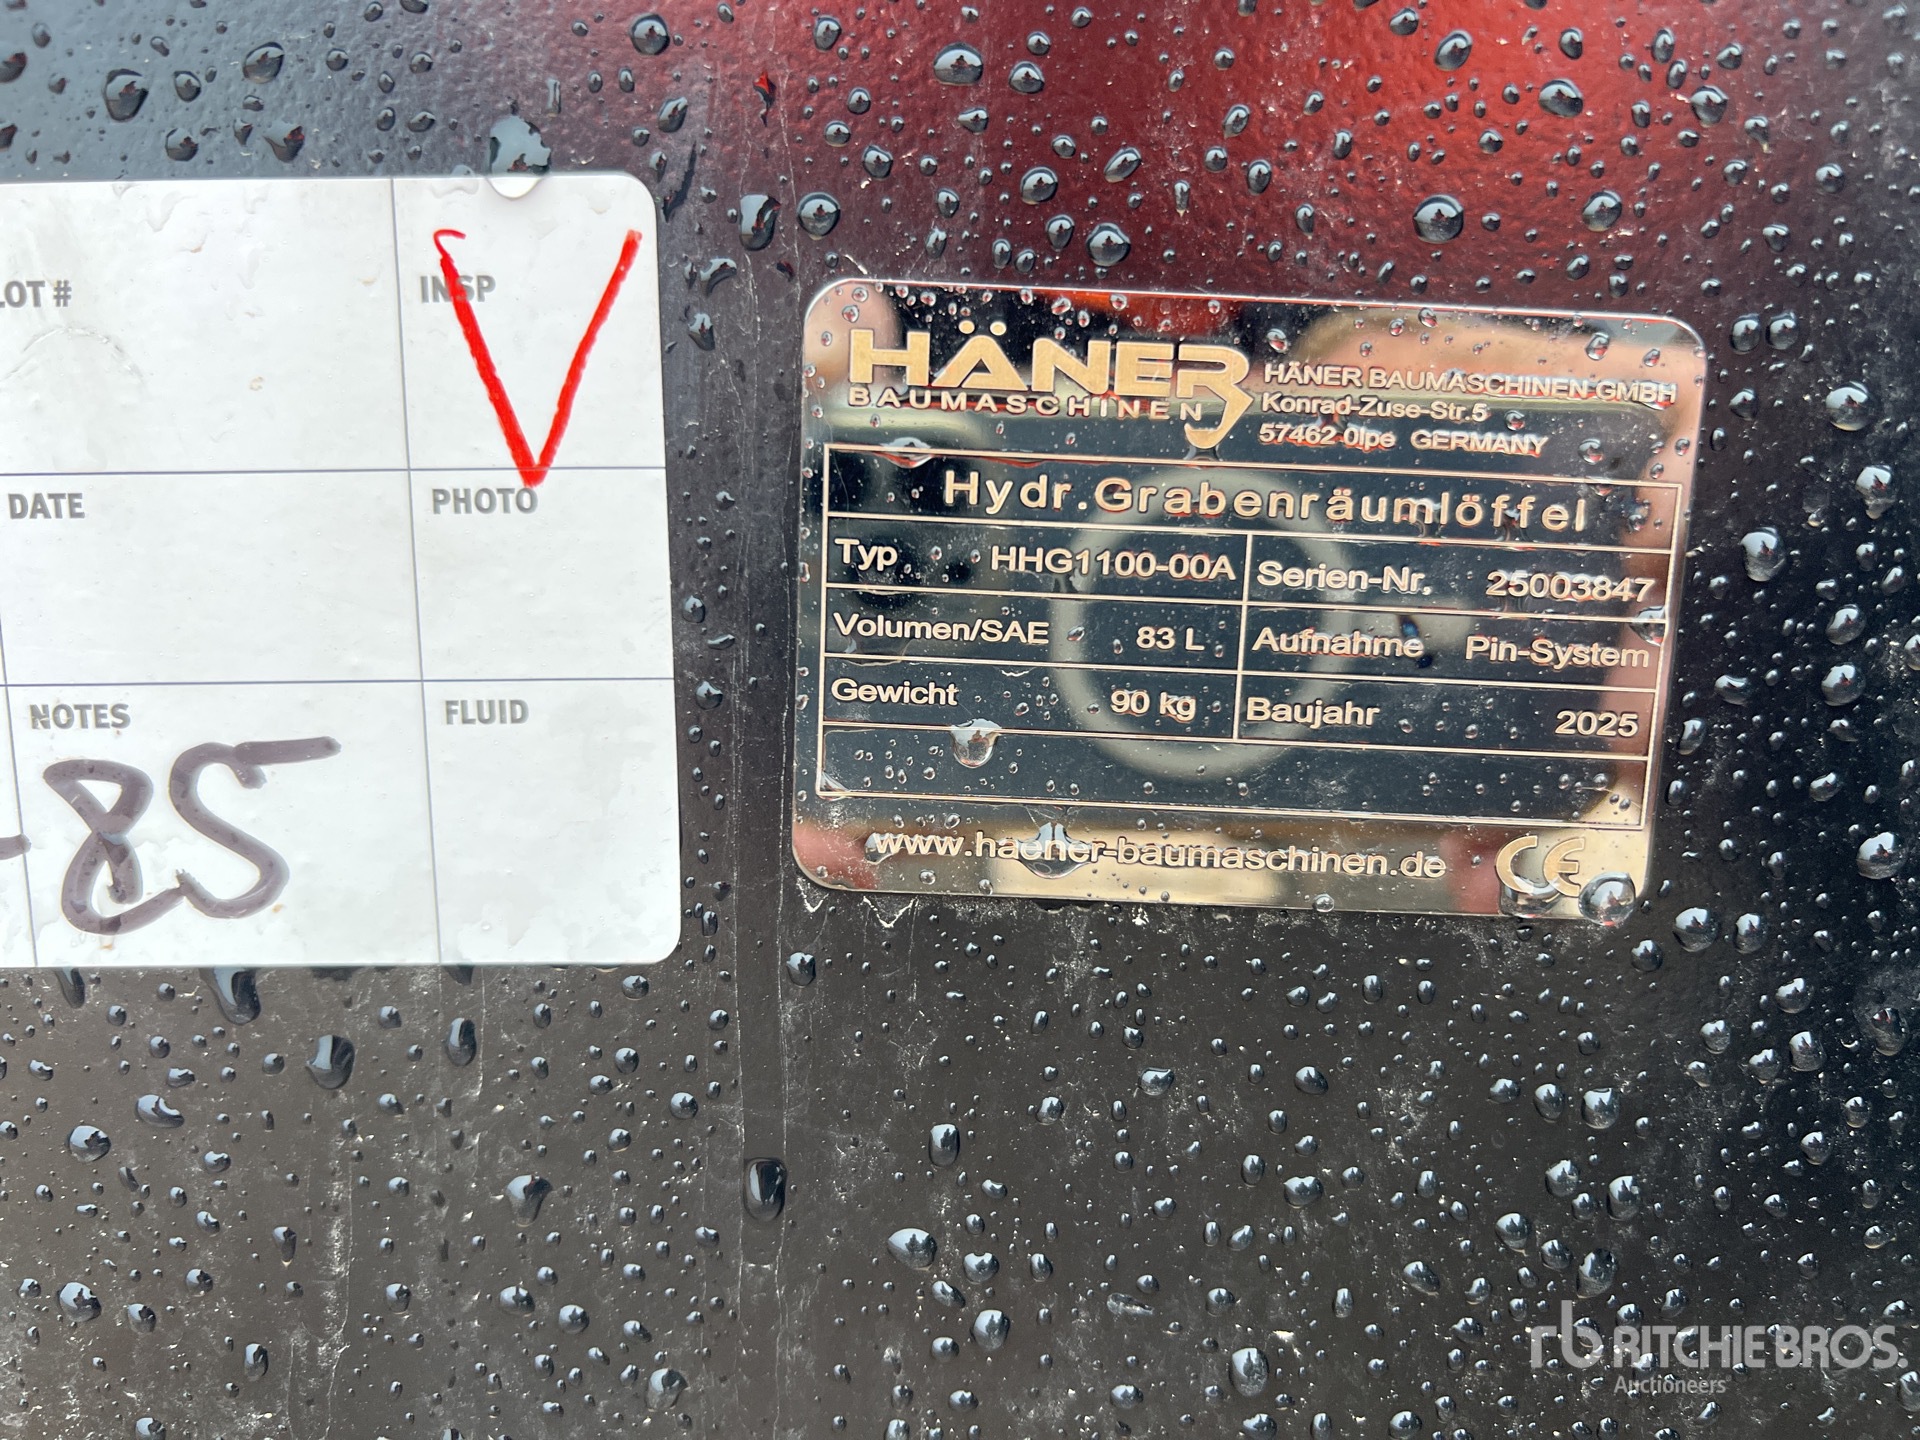 LOT #
INSP
V
DATE
PHOTO
NOTES
FLUID
-85
HÄNER
BAUMASCHINEN
HÄNER BAUMASCHINEN GMBH
Konrad-Zuse-Str.5
57462 Olpe GERMANY
Hydr.Grabenräumlöffel
Typ HHG1100-00A
Serien-Nr. 25003847
Volumen/SAE 83 L
Aufnahme Pin-System
Gewicht 90 kg
Baujahr 2025
www.haener-baumaschinen.de
CE
rb RITCHIE BROS.
Auctioneers